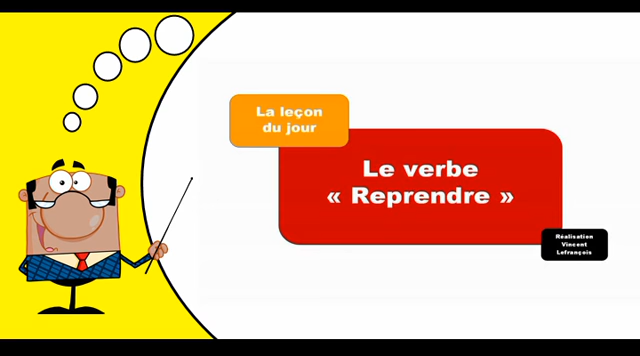 La leçon
du jour
Le verbe
« Reprendre »
Réalisation
Vincent
Lefrançois